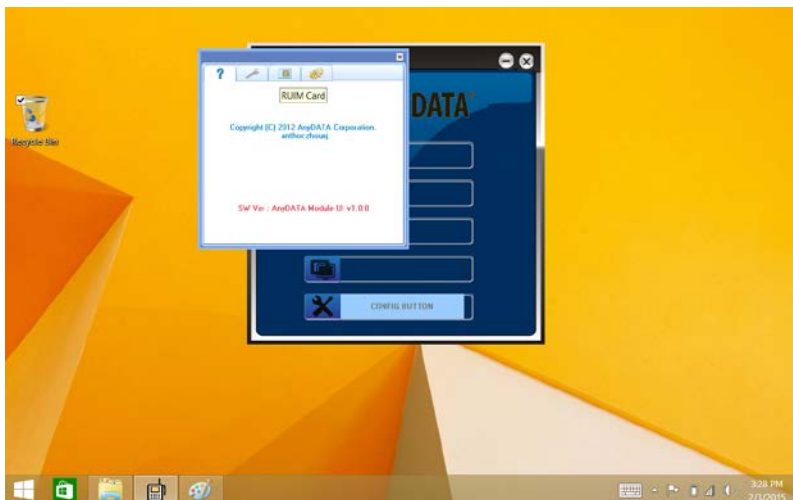 Recycle Bin
?
RUIM Card
DATA
Copyright (C) 2012 AnyDATA Corporation.
SW Ver : AnyDATA Module UI v1.0.0
CONFIG BUTTON
3:28 PM
2/3/2015